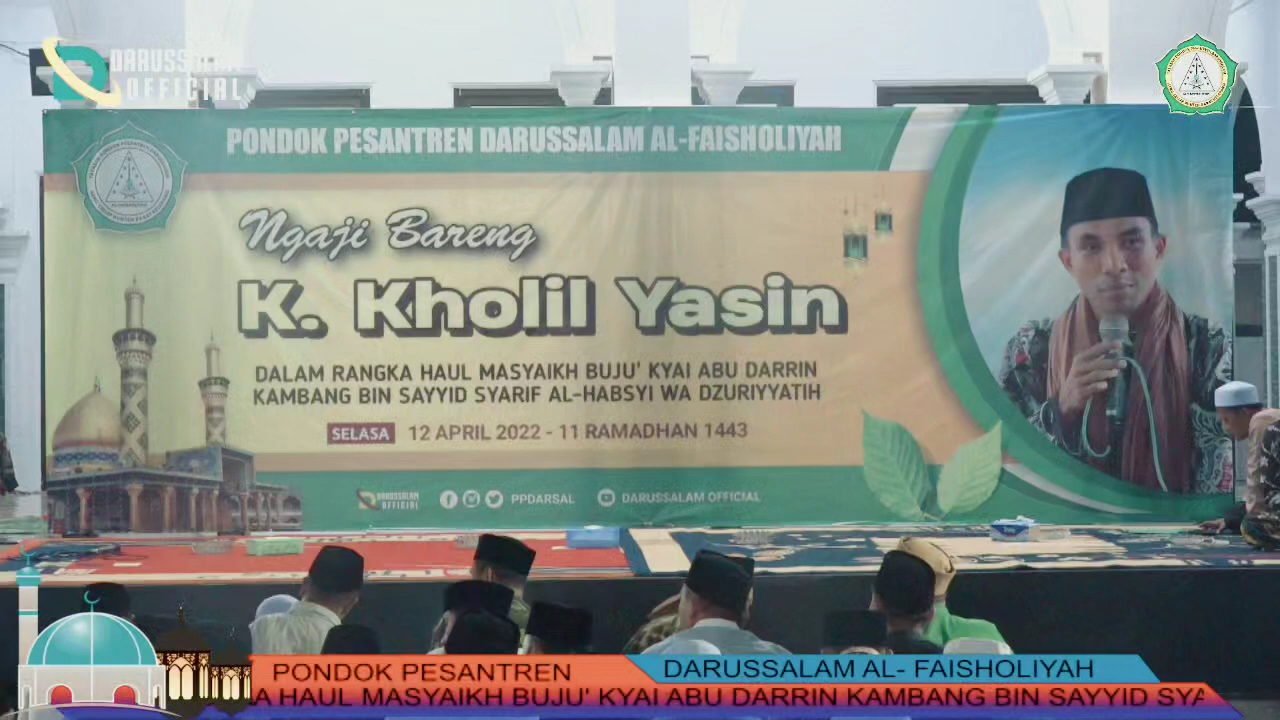 DARUSSALAM
OFFICIAL
PONDOK PESANTREN DARUSSALAM AL-FAISHOLIYAH
Ngaji Bareng
K. Kholil Yasin
DALAM RANGKA HAUL MASYAIKH BUJU' KYAI ABU DARRIN
KAMBANG BIN SAYYID SYARIF AL-HABSYI WA DZURIYYATIH
SELASA 12 APRIL 2022 - 11 RAMADHAN 1443
DARUSSALAM OFFICIAL PPDARSAL DARUSSALAM OFFICIAL
PONDOK PESANTREN DARUSSALAM AL- FAISHOLIYAH
A HAUL MASYAIKH BUJU' KYAI ABU DARRIN KAMBANG BIN SAYYID SYA